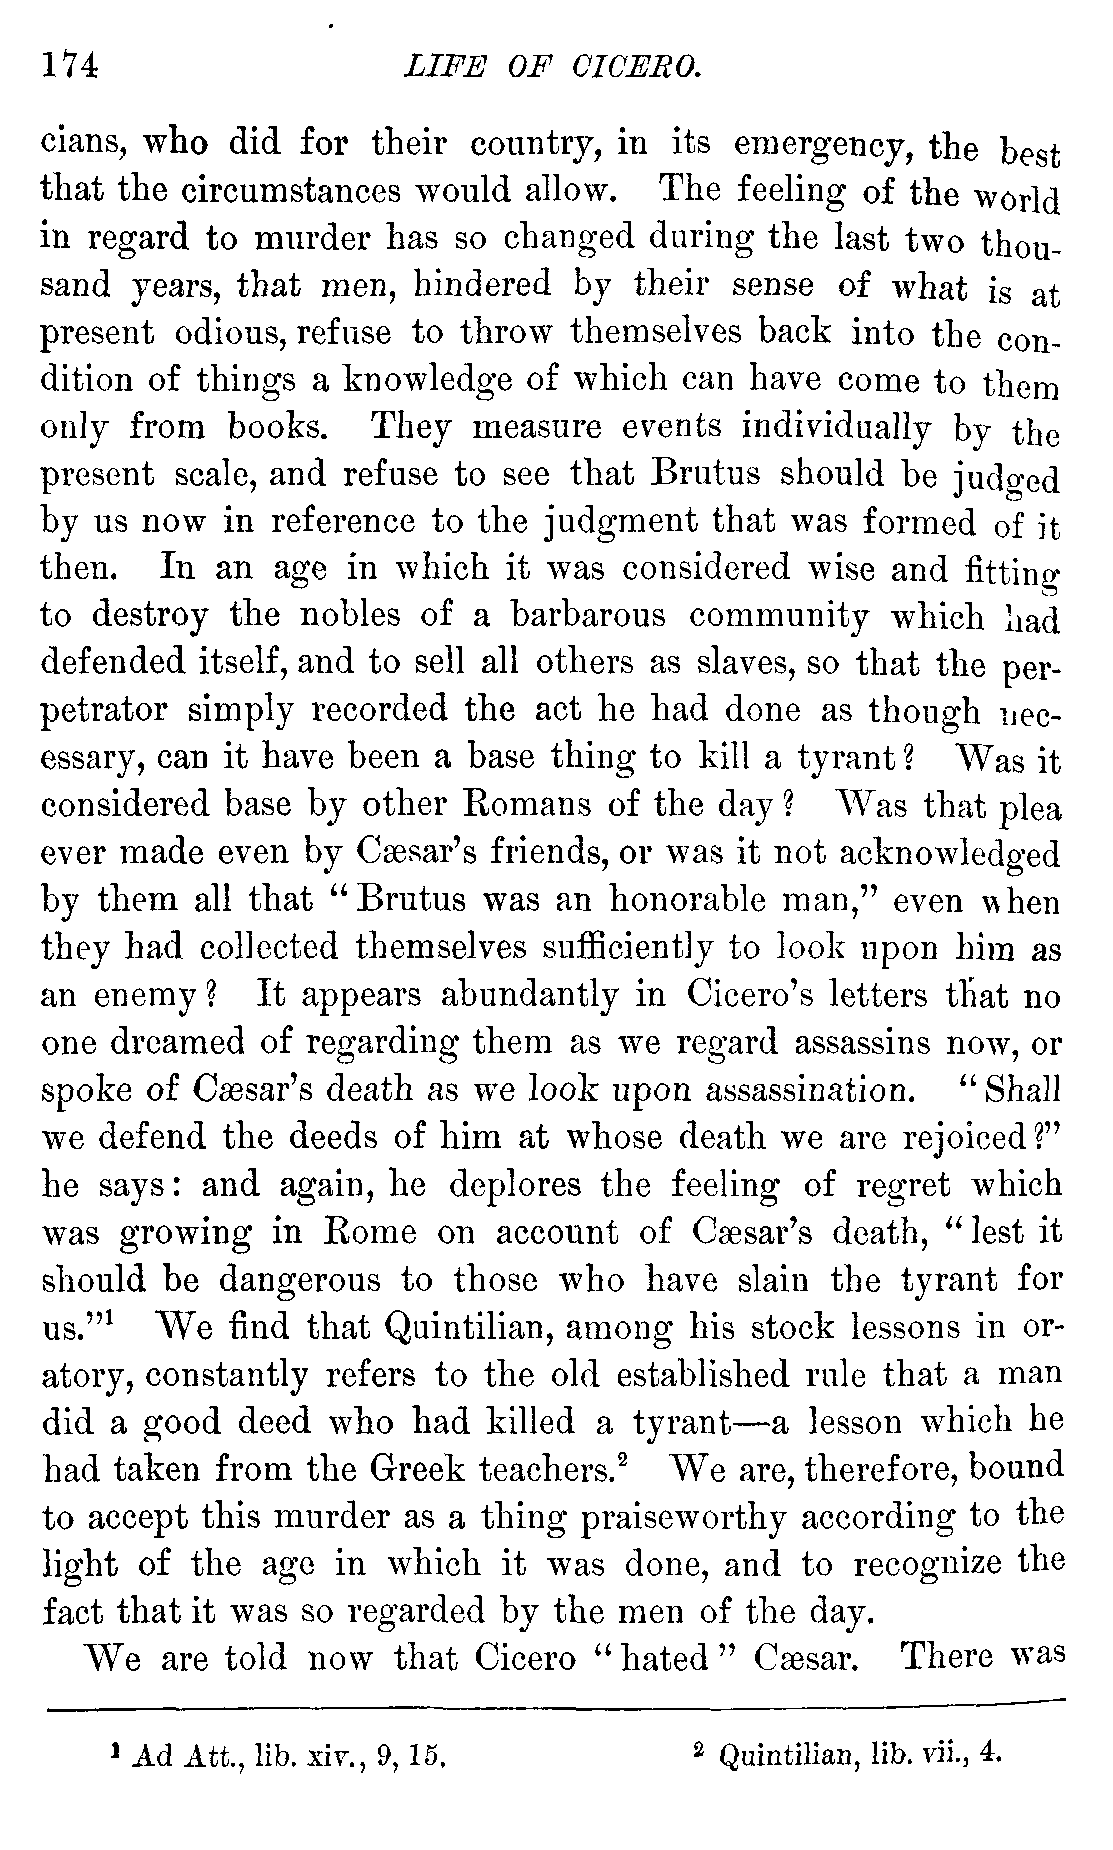 174 LIFE OF CICERO.
cians, who did for their country, in its emergency, the best
that the circumstances would allow. The feeling of the world
in regard to murder has so changed during the last two thou-
sand years, that men, hindered by their sense of what is at
present odious, refuse to throw themselves back into the con-
dition of things a knowledge of which can have come to them
only from books. They measure events individually by the
present scale, and refuse to see that Brutus should be judged
by us now in reference to the judgment that was formed of it
then. In an age in which it was considered wise and fitting
to destroy the nobles of a barbarous community which had
defended itself, and to sell all others as slaves, so that the per-
petrator simply recorded the act he had done as though nec-
essary, can it have been a base thing to kill a tyrant? Was it
considered base by other Romans of the day? Was that plea
ever made even by Cæsar's friends, or was it not acknowledged
by them all that "Brutus was an honorable man," even when
they had collected themselves sufficiently to look upon him as
an enemy? It appears abundantly in Cicero's letters that no
one dreamed of regarding them as we regard assassins now, or
spoke of Cæsar's death as we look upon assassination. "Shall
we defend the deeds of him at whose death we are rejoiced?"
he says: and again, he deplores the feeling of regret which
was growing in Rome on account of Cæsar's death, "lest it
should be dangerous to those who have slain the tyrant for
us."¹ We find that Quintilian, among his stock lessons in or-
atory, constantly refers to the old established rule that a man
did a good deed who had killed a tyrant—a lesson which he
had taken from the Greek teachers.² We are, therefore, bound
to accept this murder as a thing praiseworthy according to the
light of the age in which it was done, and to recognize the
fact that it was so regarded by the men of the day.
We are told now that Cicero "hated" Cæsar. There was
¹ Ad Att., lib. xiv., 9, 15. ² Quintilian, lib. vii., 4.